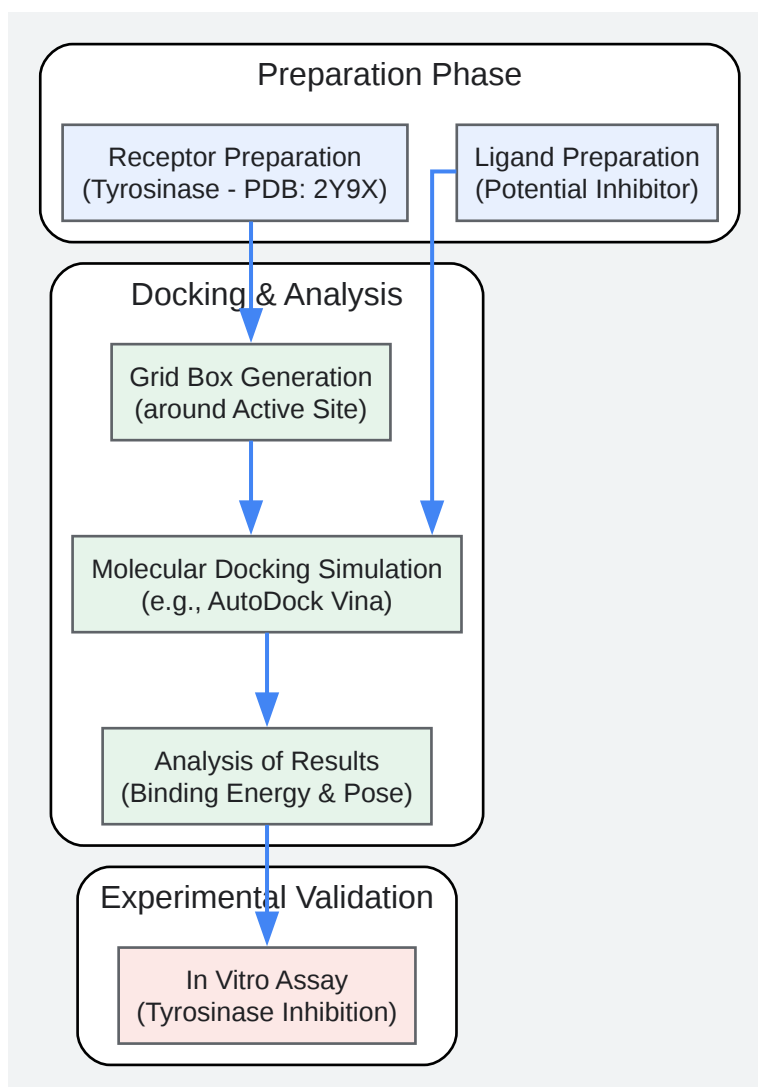 Preparation Phase
Receptor Preparation
(Tyrosinase - PDB: 2Y9X)
Ligand Preparation
(Potential Inhibitor)
Docking & Analysis
Grid Box Generation
(around Active Site)
Molecular Docking Simulation
(e.g., AutoDock Vina)
Analysis of Results
(Binding Energy & Pose)
Experimental Validation
In Vitro Assay
(Tyrosinase Inhibition)